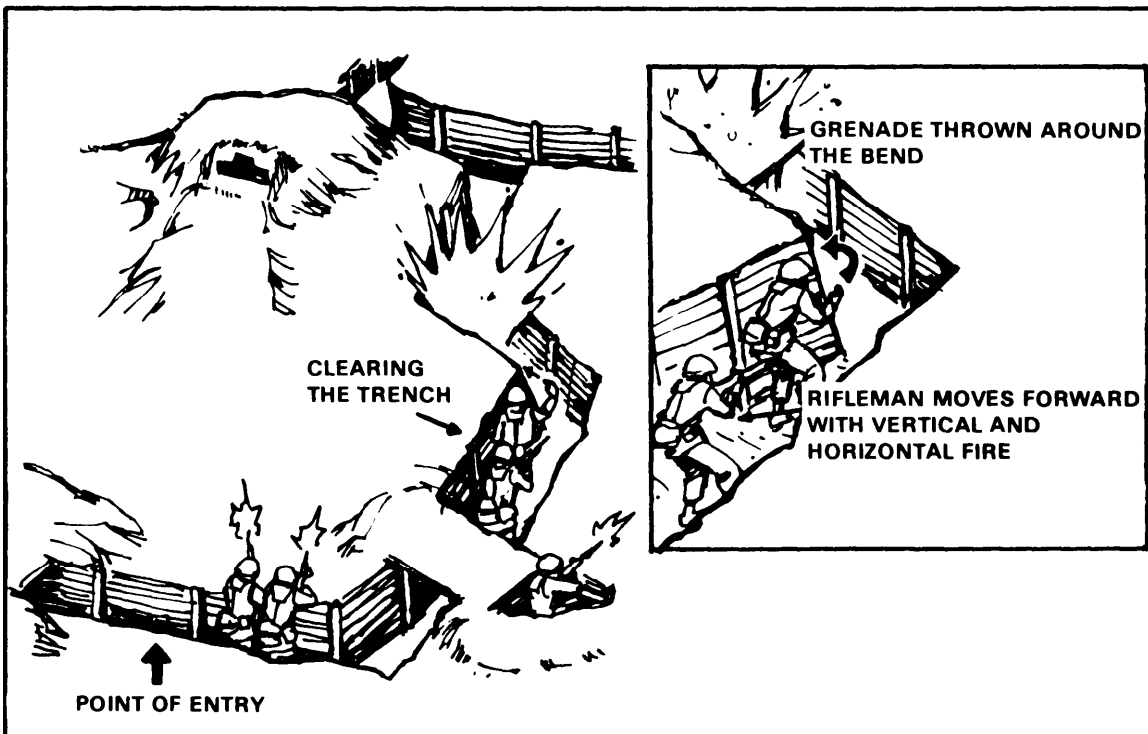 CLEARING
THE TRENCH
POINT OF ENTRY
GRENADE THROWN AROUND
THE BEND
RIFLEMAN MOVES FORWARD
WITH VERTICAL AND
HORIZONTAL FIRE